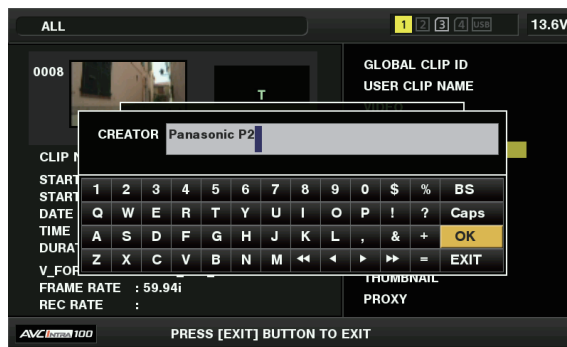 ALL 1 2 3 4 USB 13.6V
0008 T GLOBAL CLIP ID
USER CLIP NAME
VIDEO
CREATOR Panasonic P2
CLIP
START
START
DATE
TIME
DURAT
V_FOR
FRAME RATE : 59.94i
REC RATE :
1 2 3 4 5 6 7 8 9 0 $ % BS
Q W E R T Y U I O P ! ? Caps
A S D F G H J K L , & + OK
Z X C V B N M ◀◀ ◀ ▶ ▶▶ = EXIT
THUMBNAIL
PROXY
AVC INTRA 100 PRESS [EXIT] BUTTON TO EXIT